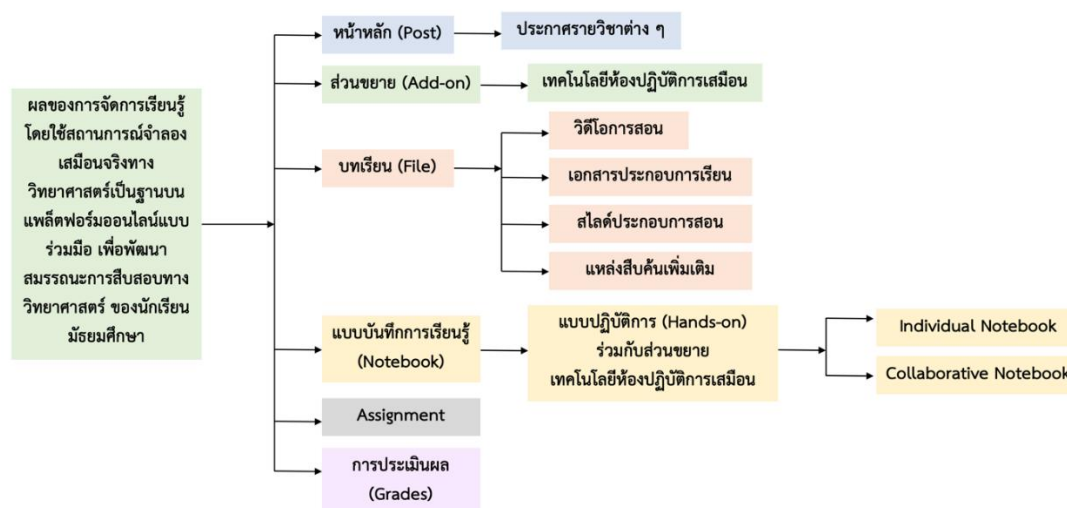 ผลของการจัดการเรียนรู้
โดยใช้สถานการณ์จำลอง
เสมือนจริงทาง
วิทยาศาสตร์เป็นฐานบน
แพล็ตฟอร์มออนไลน์แบบ
ร่วมมือ เพื่อพัฒนา
สมรรถนะการสืบสอบทาง
วิทยาศาสตร์ ของนักเรียน
มัธยมศึกษา
หน้าหลัก (Post)
ประกาศรายวิชาต่าง ๆ
ส่วนขยาย (Add-on)
เทคโนโลยีห้องปฏิบัติการเสมือน
บทเรียน (File)
วิดีโอการสอน
เอกสารประกอบการเรียน
สไลด์ประกอบการสอน
แหล่งสืบค้นเพิ่มเติม
แบบบันทึกการเรียนรู้
(Notebook)
แบบปฏิบัติการ (Hands-on)
ร่วมกับส่วนขยาย
เทคโนโลยีห้องปฏิบัติการเสมือน
Individual Notebook
Collaborative Notebook
Assignment
การประเมินผล
(Grades)